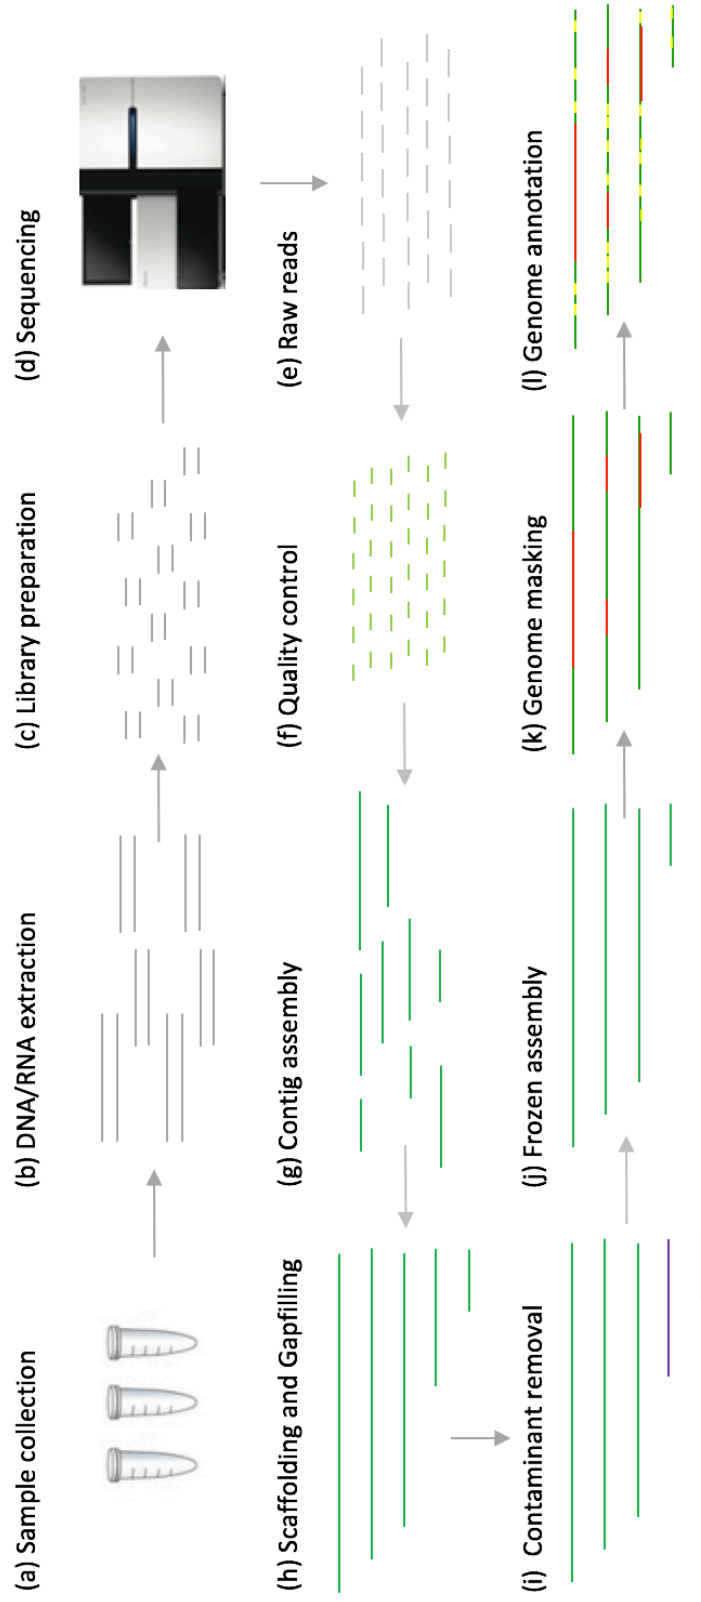 (a) Sample collection
(b) DNA/RNA extraction
(c) Library preparation
(d) Sequencing
(e) Raw reads
(f) Quality control
(g) Contig assembly
(h) Scaffolding and Gapfilling
(i) Contaminant removal
(j) Frozen assembly
(k) Genome masking
(l) Genome annotation